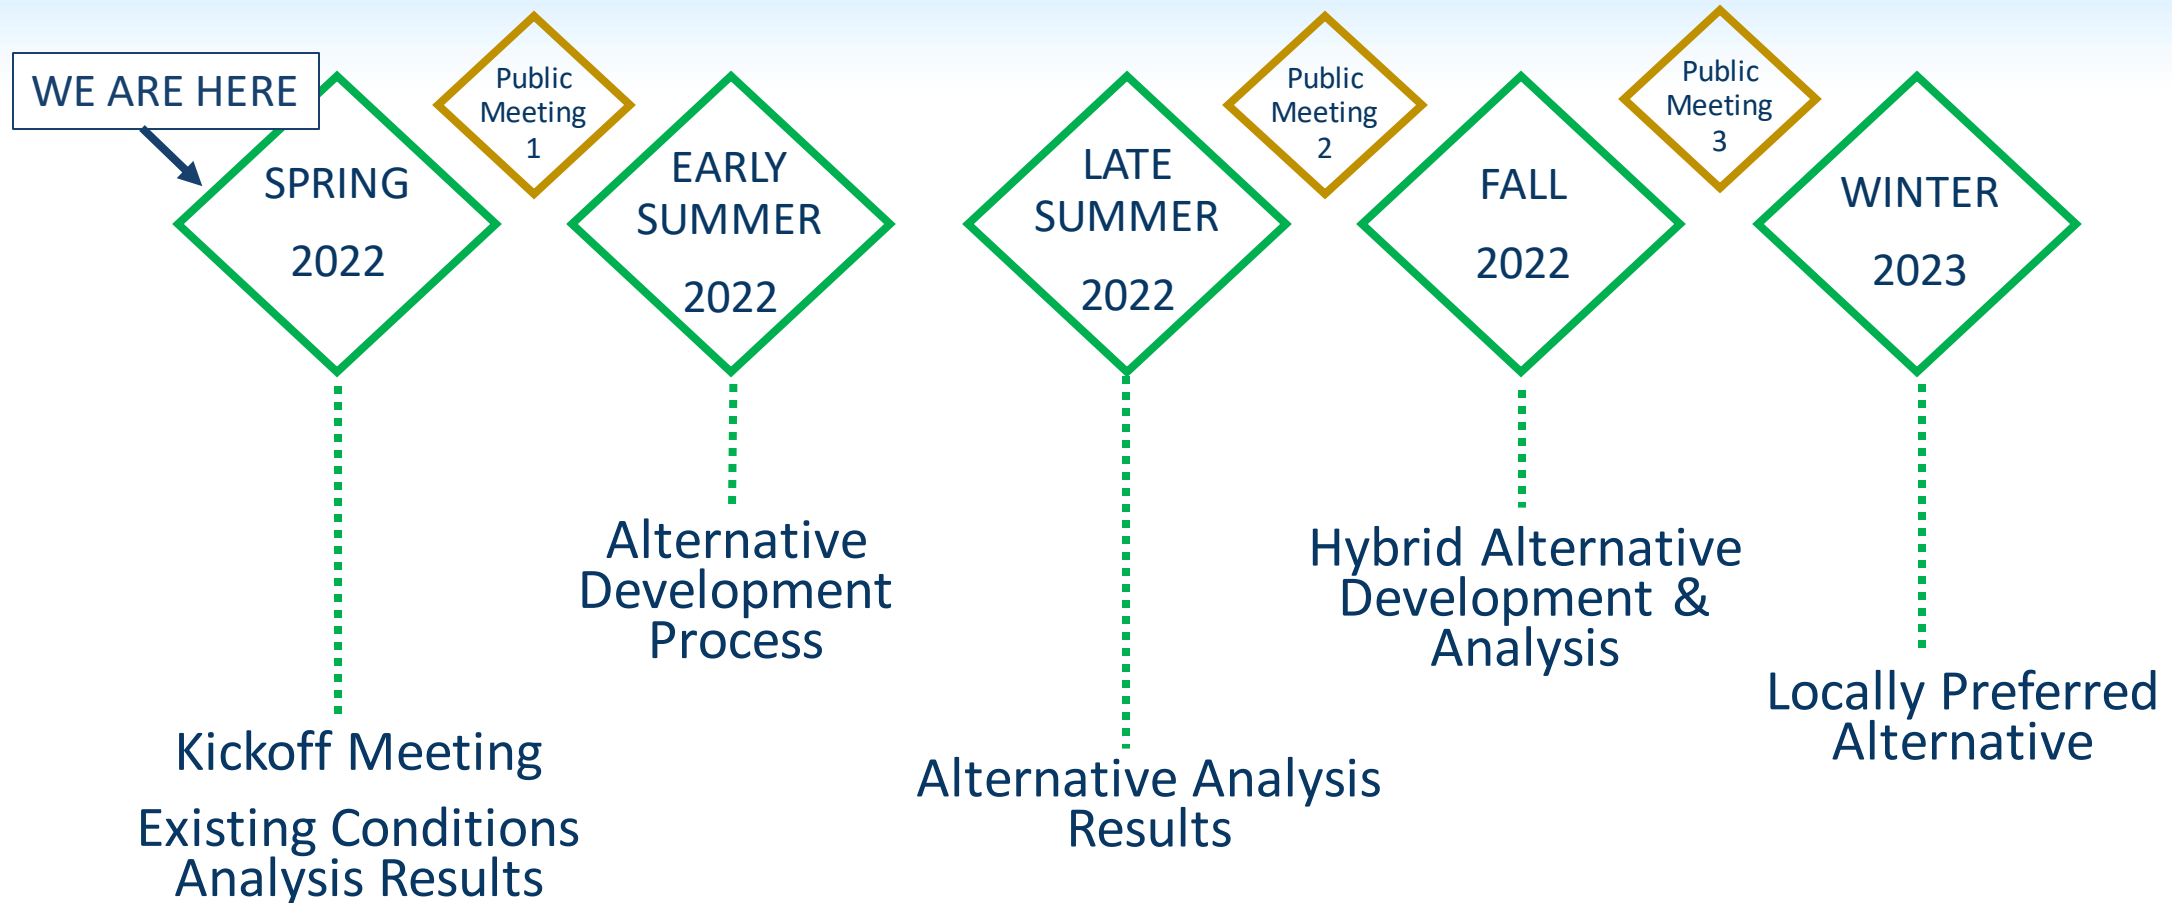 WE ARE HERE
SPRING
2022
Public
Meeting
1
EARLY
SUMMER
2022
LATE
SUMMER
2022
Public
Meeting
2
FALL
2022
Public
Meeting
3
WINTER
2023
Kickoff Meeting
Existing Conditions
Analysis Results
Alternative
Development
Process
Alternative Analysis
Results
Hybrid Alternative
Development &
Analysis
Locally Preferred
Alternative